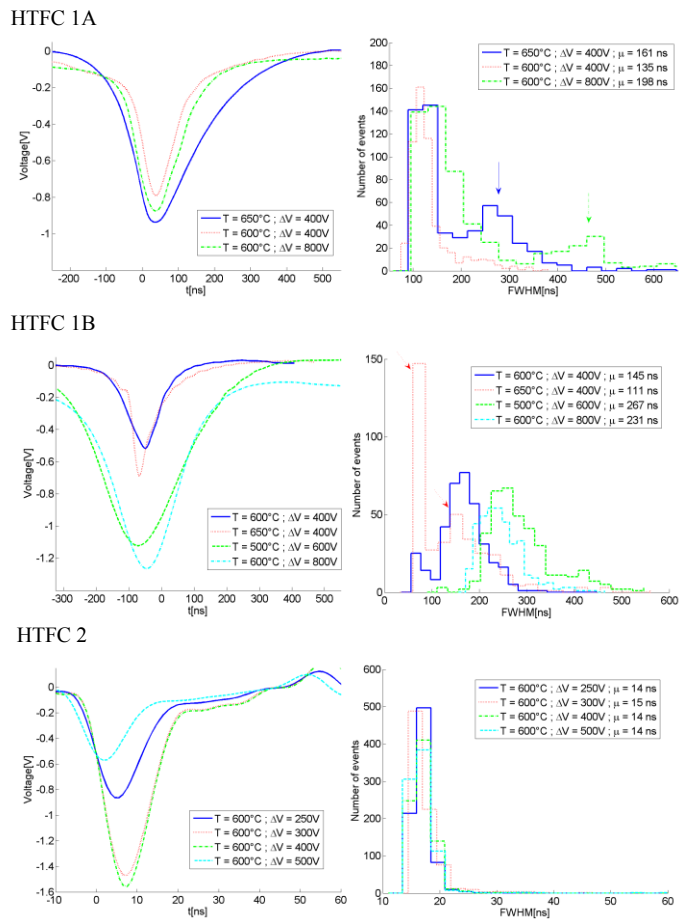 HTFC 1A
0
-0.2
-0.4
-0.6
-0.8
-1
Voltage[V]
T = 650°C ; ΔV = 400V
T = 600°C ; ΔV = 400V
T = 600°C ; ΔV = 800V
-200 -100 0 100 200 300 400 500
t[ns]
200
180
160
140
120
100
80
60
40
20
0
Number of events
T = 650°C ; ΔV = 400V ; μ = 161 ns
T = 600°C ; ΔV = 400V ; μ = 135 ns
T = 600°C ; ΔV = 800V ; μ = 198 ns
100 200 300 400 500 600
FWHM[ns]
HTFC 1B
0
-0.2
-0.4
-0.6
-0.8
-1
-1.2
Voltage[V]
T = 600°C ; ΔV = 400V
T = 650°C ; ΔV = 400V
T = 500°C ; ΔV = 600V
T = 600°C ; ΔV = 800V
-300 -200 -100 0 100 200 300 400 500
t[ns]
150
100
50
0
Number of events
T = 600°C ; ΔV = 400V ; μ = 145 ns
T = 650°C ; ΔV = 400V ; μ = 111 ns
T = 500°C ; ΔV = 600V ; μ = 267 ns
T = 600°C ; ΔV = 800V ; μ = 231 ns
0 100 200 300 400 500 600
FWHM[ns]
HTFC 2
0
-0.2
-0.4
-0.6
-0.8
-1
-1.2
-1.4
-1.6
Voltage[V]
T = 600°C ; ΔV = 250V
T = 600°C ; ΔV = 300V
T = 600°C ; ΔV = 400V
T = 600°C ; ΔV = 500V
-10 0 10 20 30 40 50 60
t[ns]
600
500
400
300
200
100
0
Number of events
T = 600°C ; ΔV = 250V ; μ = 14 ns
T = 600°C ; ΔV = 300V ; μ = 15 ns
T = 600°C ; ΔV = 400V ; μ = 14 ns
T = 600°C ; ΔV = 500V ; μ = 14 ns
10 20 30 40 50 60
FWHM[ns]